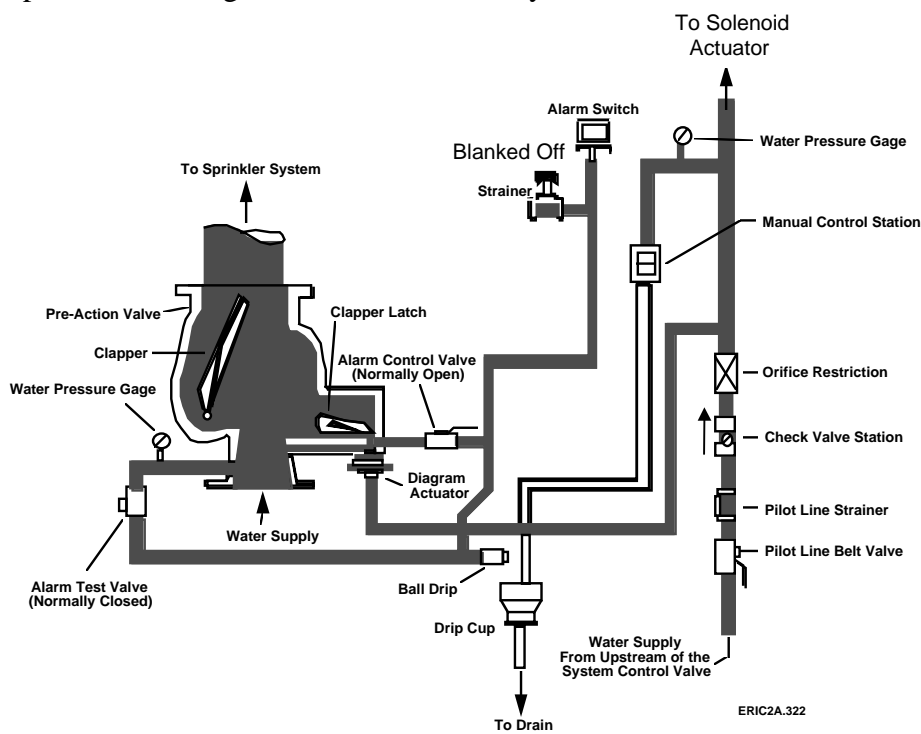 To Solenoid
Actuator
Alarm Switch
Water Pressure Gage
Blanked Off
To Sprinkler System
Strainer
Manual Control Station
Pre-Action Valve
Clapper Latch
Clapper
Alarm Control Valve
(Normally Open)
Orifice Restriction
Water Pressure Gage
Check Valve Station
Diagram
Actuator
Pilot Line Strainer
Water Supply
Pilot Line Belt Valve
Alarm Test Valve
(Normally Closed)
Ball Drip
Drip Cup
Water Supply
From Upstream of the
System Control Valve
ERIC2A.322
To Drain